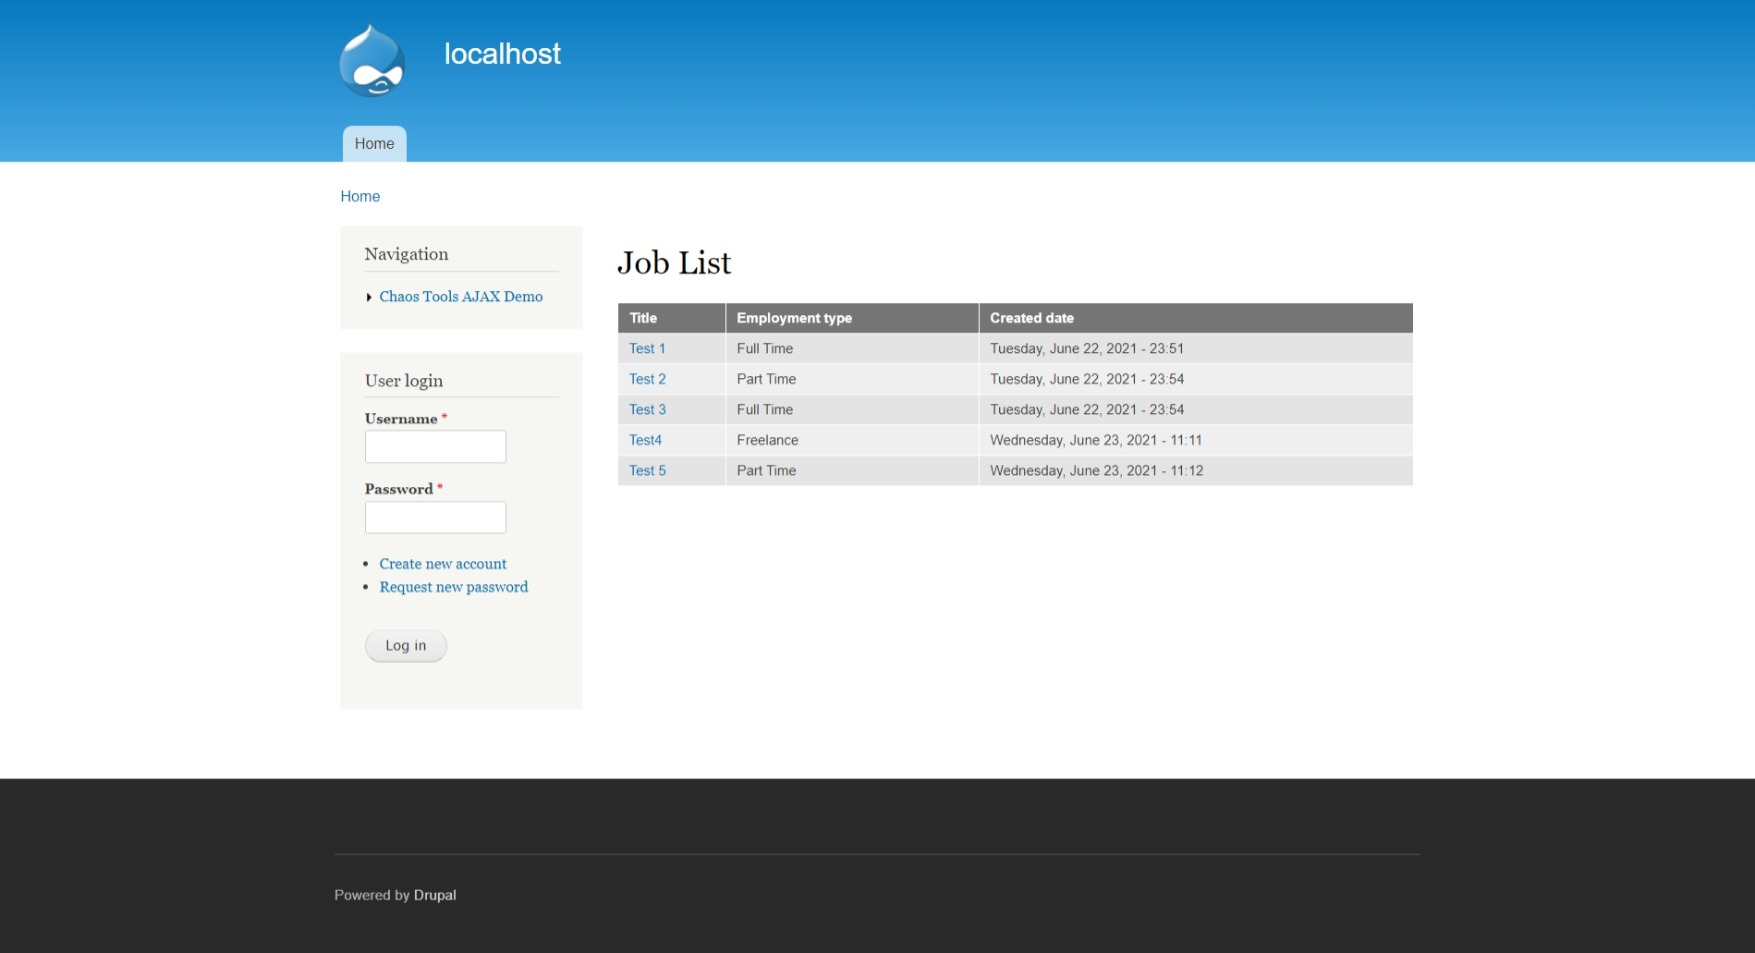 localhost
Home
Home
Navigation
Chaos Tools AJAX Demo
User login
Username *
Password *
Create new account
Request new password
Log in
Job List
Title Employment type Created date
Test 1 Full Time Tuesday, June 22, 2021 - 23:51
Test 2 Part Time Tuesday, June 22, 2021 - 23:54
Test 3 Full Time Tuesday, June 22, 2021 - 23:54
Test4 Freelance Wednesday, June 23, 2021 - 11:11
Test 5 Part Time Wednesday, June 23, 2021 - 11:12
Powered by Drupal